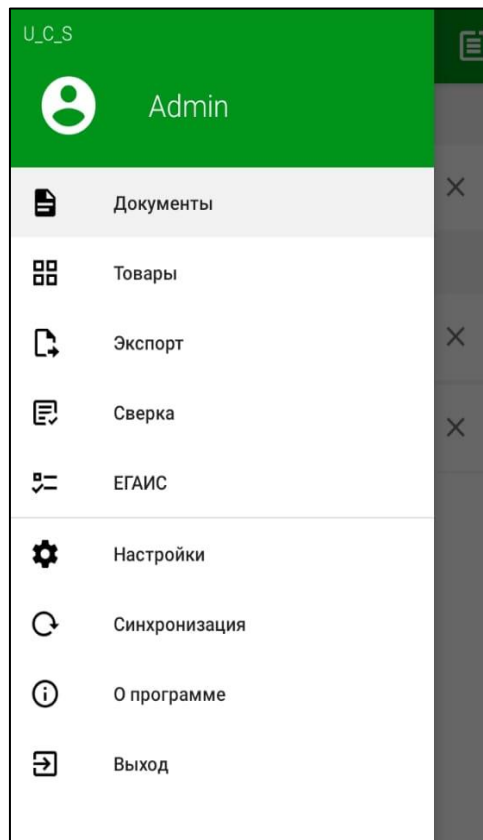 U_C_S
Admin
Документы
Товары
Экспорт
Сверка
ЕГАИС
Настройки
Синхронизация
О программе
Выход